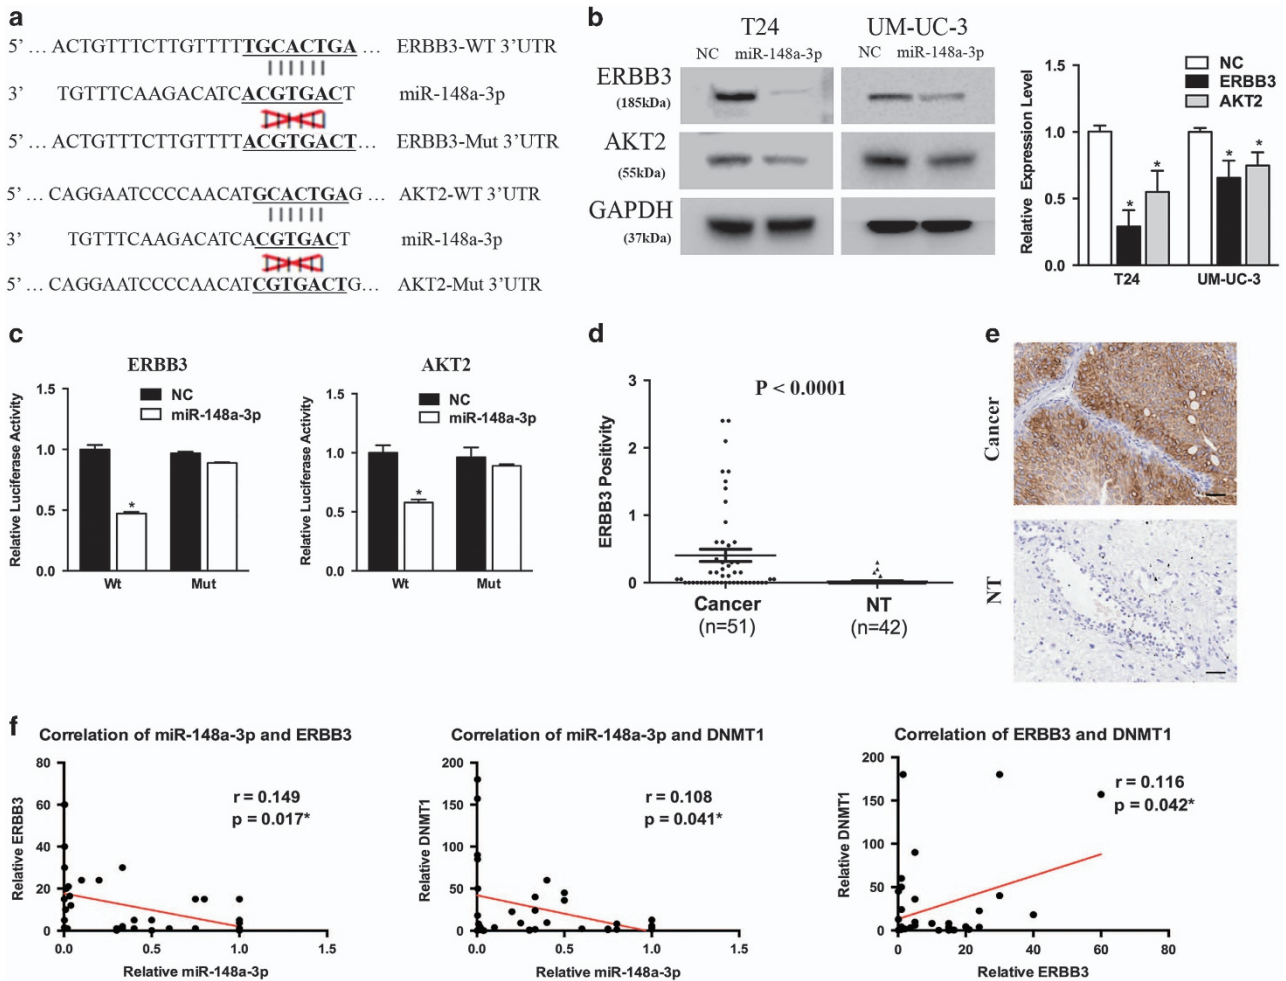 a
5’ … ACTGTTTCTTGTTTTTGCACTGA … ERBB3-WT 3’UTR
3’ TGTTTCAAGACATCACGTGACT miR-148a-3p
5’ … ACTGTTTCTTGTTTTACGTGACT… ERBB3-Mut 3’UTR
5’ … CAGGAATCCCCAACATGCACTGAG … AKT2-WT 3’UTR
3’ TGTTTCAAGACATCACGTGACT miR-148a-3p
5’ … CAGGAATCCCCAACATCGTGACTG… AKT2-Mut 3’UTR
b
T24 UM-UC-3
NC miR-148a-3p NC miR-148a-3p
ERBB3
(185kDa)
AKT2
(55kDa)
GAPDH
(37kDa)
Relative Expression Level
1.5
1.0
0.5
0.0
NC
ERBB3
AKT2
* * * *
T24 UM-UC-3
c
ERBB3
Relative Luciferase Activity
1.5
1.0
0.5
0.0
NC
miR-148a-3p
*
Wt Mut
AKT2
Relative Luciferase Activity
1.5
1.0
0.5
0.0
NC
miR-148a-3p
*
Wt Mut
d
P < 0.0001
ERBB3 Positivity
3
2
1
0
Cancer NT
(n=51) (n=42)
e
Cancer
NT
f
Correlation of miR-148a-3p and ERBB3
r = 0.149
p = 0.017*
Relative ERBB3
80
60
40
20
0
0.0 0.5 1.0 1.5
Relative miR-148a-3p
Correlation of miR-148a-3p and DNMT1
r = 0.108
p = 0.041*
Relative DNMT1
200
150
100
50
0
0.0 0.5 1.0 1.5
Relative miR-148a-3p
Correlation of ERBB3 and DNMT1
r = 0.116
p = 0.042*
Relative DNMT1
200
150
100
50
0
0 20 40 60 80
Relative ERBB3